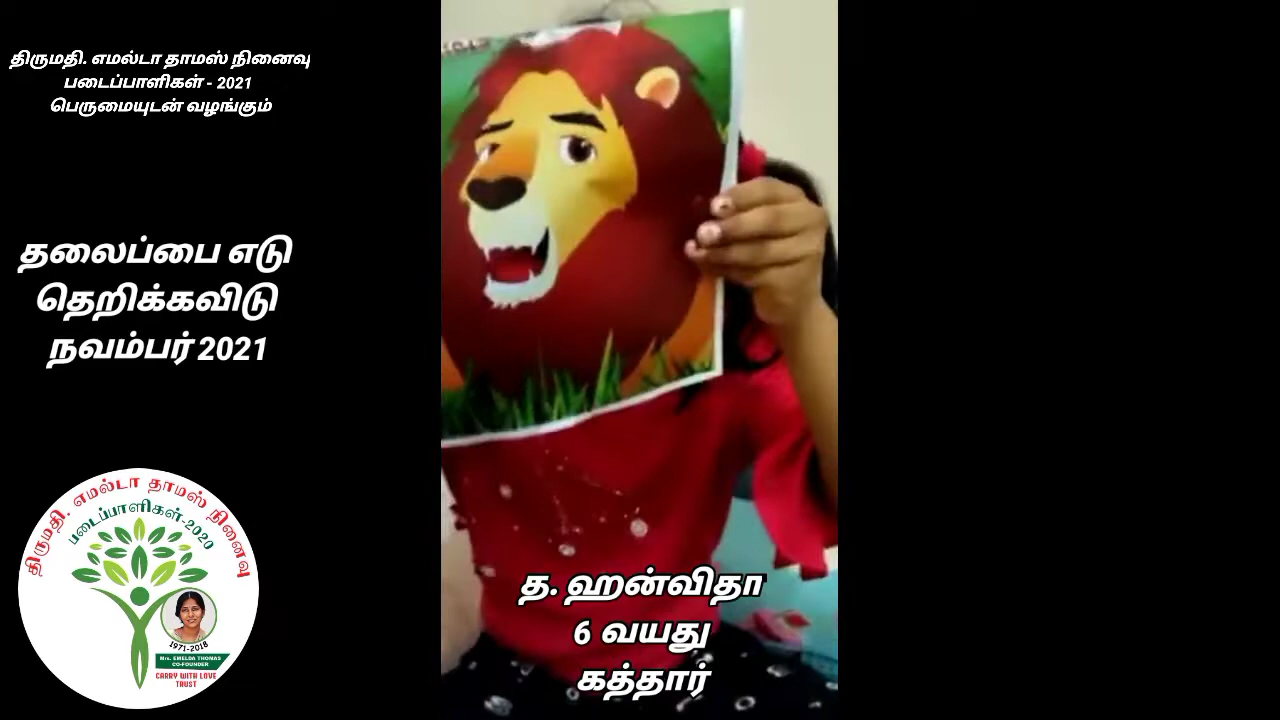 திருமதி. எமல்டா தாமஸ் நினைவு
படைப்பாளிகள் - 2021
பெருமையுடன் வழங்கும்
தலைப்பை எடு
தெறிக்கவிடு
நவம்பர் 2021
திருமதி. எமல்டா தாமஸ் நினைவு
படைப்பாளிகள்-2020
1971-2018
Mrs. EMELDA THOMAS
CO-FOUNDER
CARRY WITH LOVE
TRUST
த. ஹன்விதா
6 வயது
கத்தார்